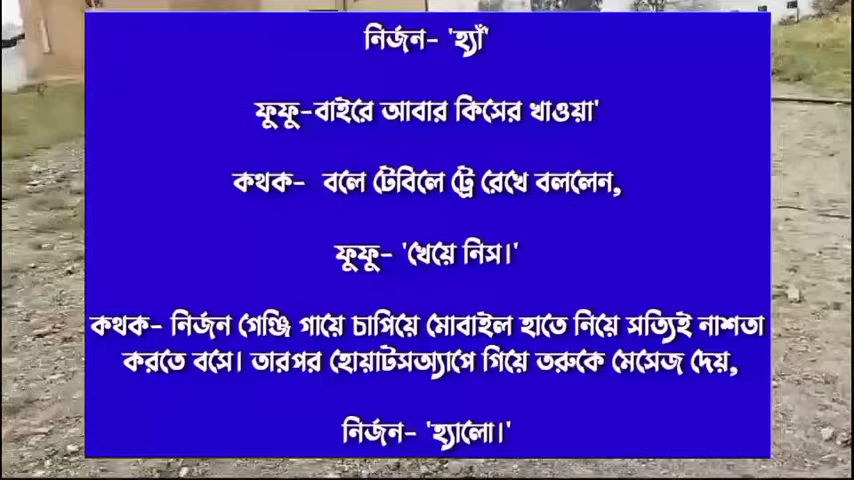 নির্জন- 'হ্যাঁ'
ফুফু-বাইরে আবার কিসের খাওয়া'
কথক- বলে টেবিলে ট্রে রেখে বললেন,
ফুফু- 'খেয়ে নিস।'
কথক- নির্জন গেঞ্জি গায়ে চাপিয়ে মোবাইল হাতে নিয়ে সত্যিই নাশতা
করতে বসে। তারপর হোয়াটসঅ্যাপে গিয়ে তরুকে মেসেজ দেয়,
নির্জন- 'হ্যালো।'